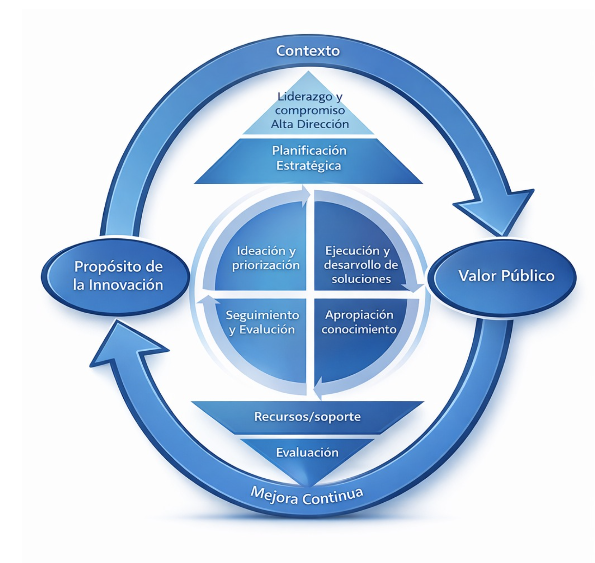 Contexto
Liderazgo y
compromiso
Alta Dirección
Planificación
Estratégica
Propósito de
la Innovación
Ideación y
priorización
Ejecución y
desarrollo de
soluciones
Valor Público
Seguimiento
y Evalución
Apropiación
conocimiento
Recursos/soporte
Evaluación
Mejora Continua